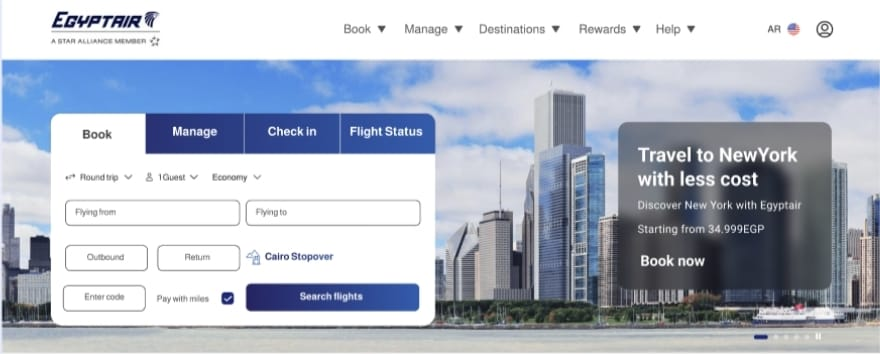 EGYPTAIR
A STAR ALLIANCE MEMBER
Book Manage Destinations Rewards Help AR
Book Manage Check in Flight Status
Round trip 1Guest Economy
Flying from Flying to
Outbound Return Cairo Stopover
Enter code Pay with miles Search flights
Travel to NewYork
with less cost
Discover New York with Egyptair
Starting from 34,999EGP
Book now